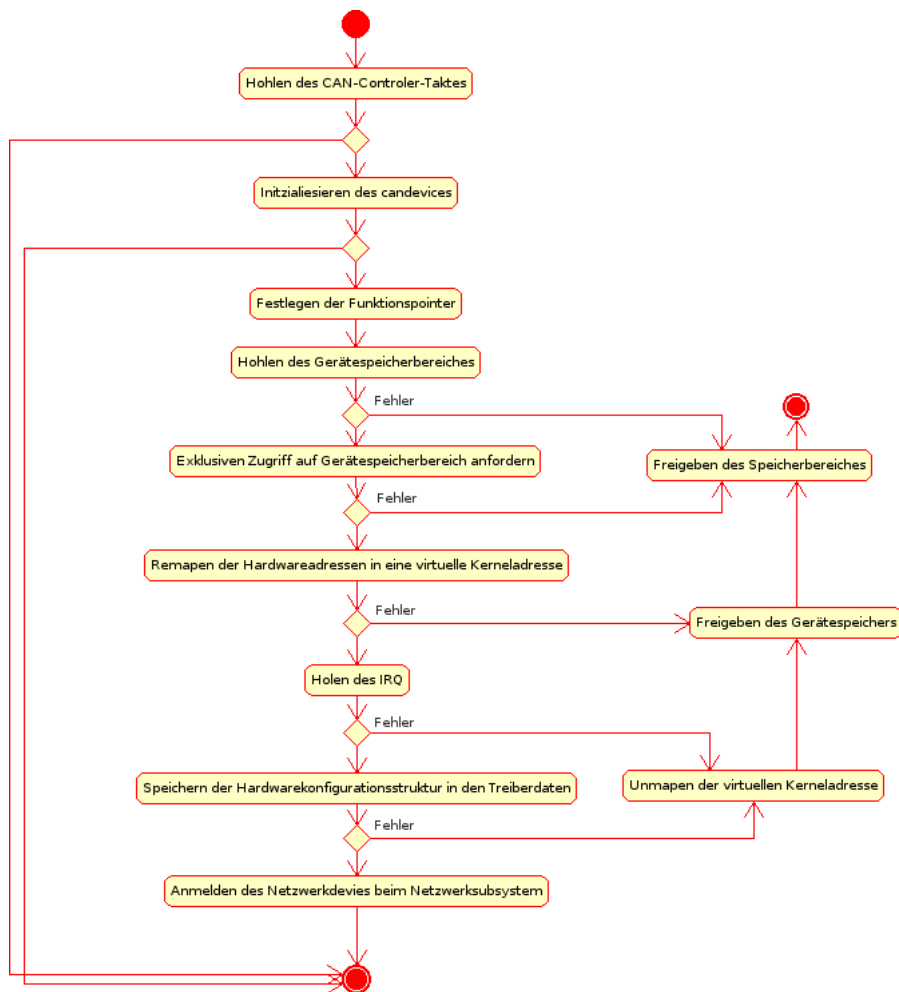 Hohlen des CAN-Controler-Taktes
Initzialiesieren des candevices
Festlegen der Funktionspointer
Hohlen des Gerätespeicherbereiches
Fehler
Exklusiven Zugriff auf Gerätespeicherbereich anfordern
Freigeben des Speicherbereiches
Fehler
Remapen der Hardwareadressen in eine virtuelle Kerneladresse
Fehler
Freigeben des Gerätespeichers
Holen des IRQ
Fehler
Speichern der Hardwarekonfigurationsstruktur in den Treiberdaten
Unmapen der virtuellen Kerneladresse
Fehler
Anmelden des Netzwerkdevies beim Netzwerksubsystem